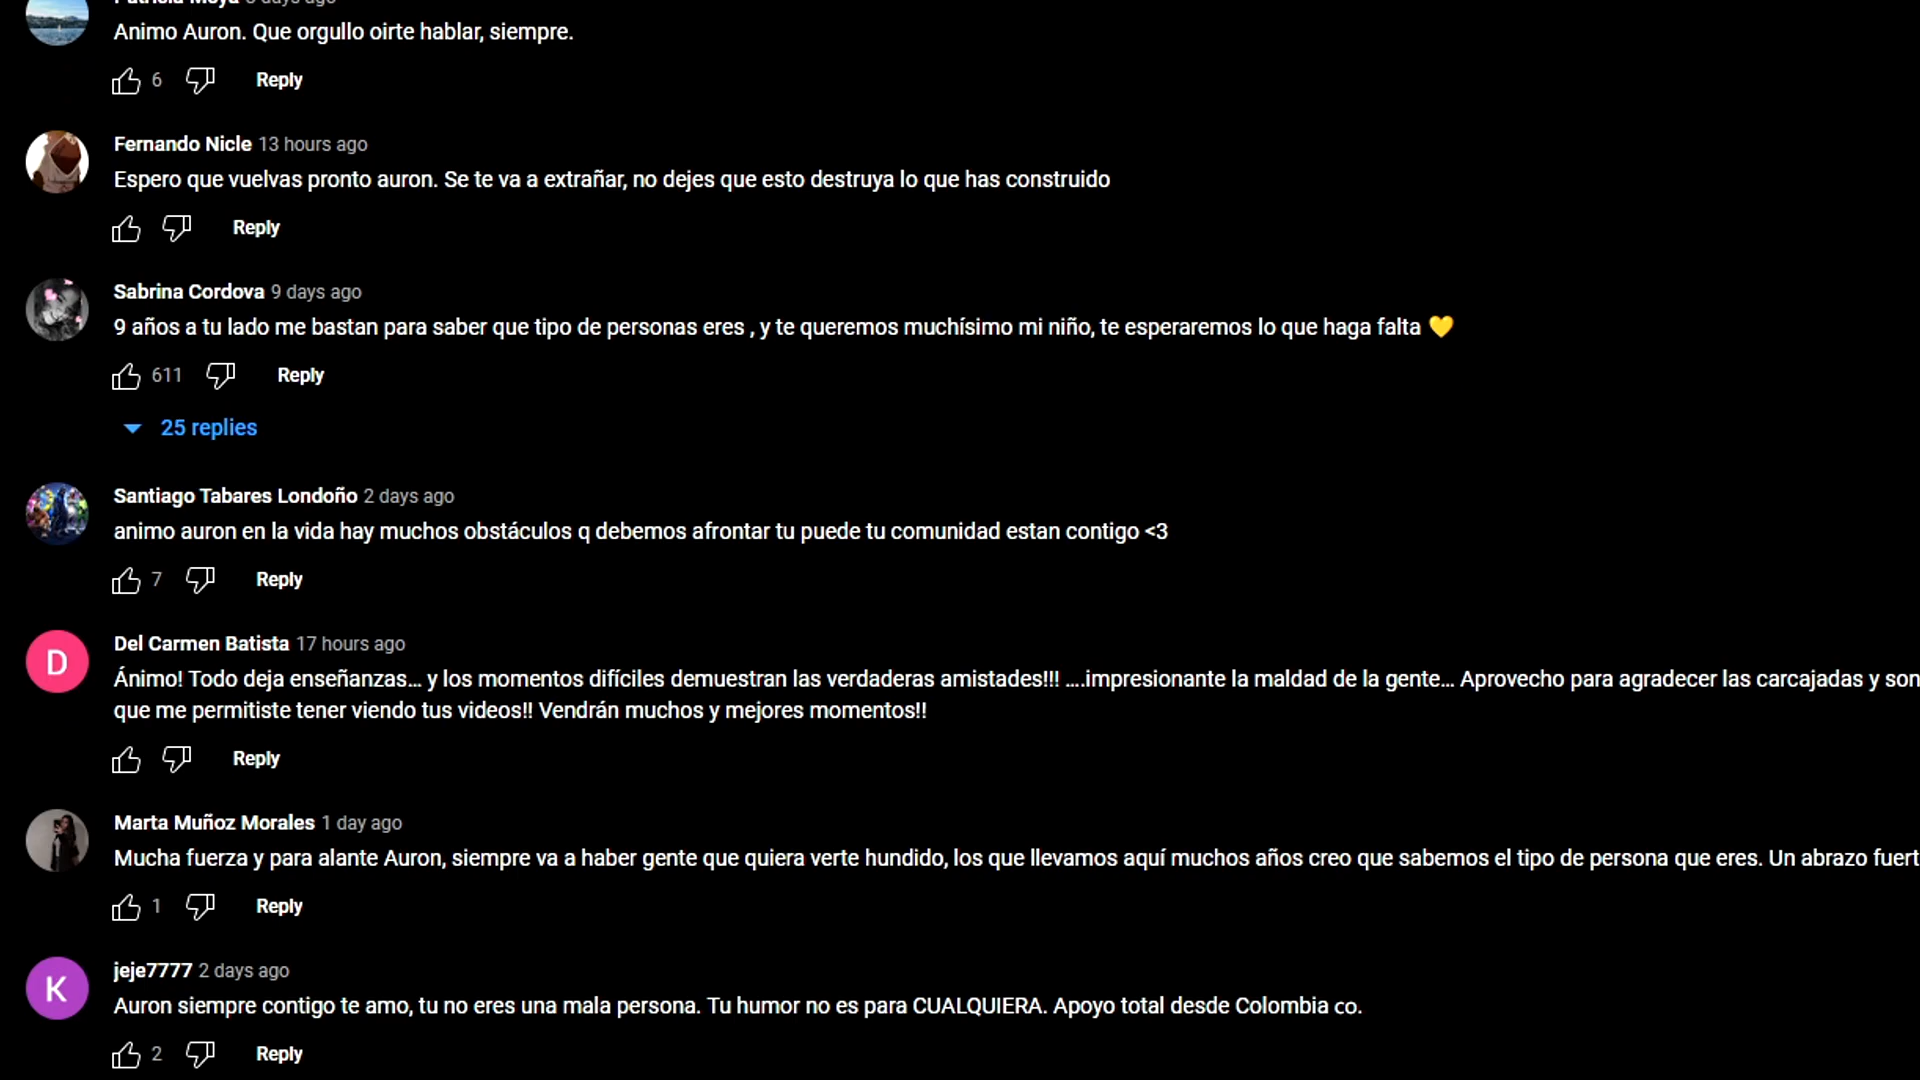 Patricia Moya 8 days ago
Animo Auron. Que orgullo oirte hablar, siempre.
6 Reply
Fernando Nicle 13 hours ago
Espero que vuelvas pronto auron. Se te va a extrañar, no dejes que esto destruya lo que has construido
Reply
Sabrina Cordova 9 days ago
9 años a tu lado me bastan para saber que tipo de personas eres , y te queremos muchísimo mi niño, te esperaremos lo que haga falta 💛
611 Reply
25 replies
Santiago Tabares Londoño 2 days ago
animo auron en la vida hay muchos obstáculos q debemos afrontar tu puede tu comunidad estan contigo <3
7 Reply
D
Del Carmen Batista 17 hours ago
Ánimo! Todo deja enseñanzas... y los momentos difíciles demuestran las verdaderas amistades!!! ....impresionante la maldad de la gente... Aprovecho para agradecer las carcajadas y son
que me permitiste tener viendo tus videos!! Vendrán muchos y mejores momentos!!
Reply
Marta Muñoz Morales 1 day ago
Mucha fuerza y para alante Auron, siempre va a haber gente que quiera verte hundido, los que llevamos aquí muchos años creo que sabemos el tipo de persona que eres. Un abrazo fuert
1 Reply
K
jeje7777 2 days ago
Auron siempre contigo te amo, tu no eres una mala persona. Tu humor no es para CUALQUIERA. Apoyo total desde Colombia co.
2 Reply